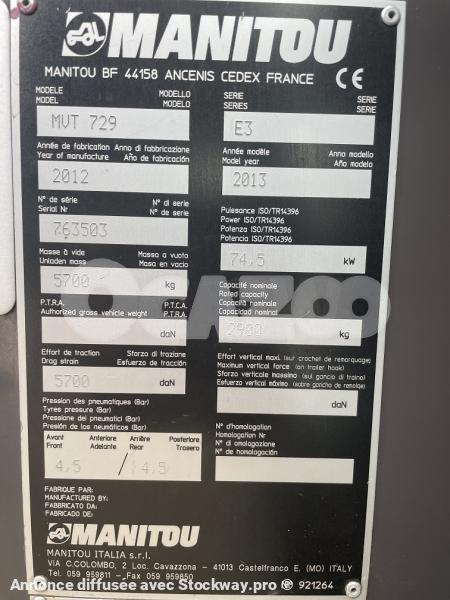 MANITOU
MANITOU BF 44158 ANCENIS CEDEX FRANCE CE
MODELE MODELLO
MODEL MODELO
MVT 729
SERIE SERIE
SERIES SERIE
E3
Année de fabrication Anno di fabbricazione
Year of manufacture Año de fabricación
2012
Année modèle Anno modello
Model year Año modelo
2013
N° de série N° di serie
Serial Nr N° de serie
763503
Puissance ISO/TR14396
Power ISO/TR14396
Potenza ISO/TR14396
Potencia ISO/TR14396
74,5 kW
Masse à vide Massa a vuoto
Unladen mass Masa en vacio
5700 kg
Capacité nominale
Rated capacity
Capacità nominale
Capacidad nominal
2900 kg
P.T.R.A. P.T.C.A.
Authorized gross vehicle weight P.T.R.A.
daN
Effort de traction Sforzo di trazione
Drag strain Esfuerzo de tracción
5700 daN
Effort vertical maxi. (sur crochet de remorquage)
Maximum vertical force (on trailer hook)
Sforzo verticale massimo (sul gancio di traino)
Esfuerzo vertical máximo (sobre gancho de remolque)
daN
Pression des pneumatiques (Bar)
Tyres pressure (Bar)
Pressione dei pneumatici (Bar)
Presión de los neumáticos (Bar)
Avant Anteriore Arrière Posteriore
Front Adelante Rear Trasero
4,5 / 4,5
N° d'homologation
Homologation Nr
N° di omologazione
N° de homologación
FABRIQUE PAR:
MANUFACTURED BY:
FABBRICATO DA:
FABRICADO DE:
MANITOU
MANITOU ITALIA s.r.l.
VIA C.COLOMBO, 2 Loc. Cavazzona - 41013 Castelfranco E. (MO) ITALY
Tel. 059 959811 - Fax 059 959850
921264
OCAZOO
Annonce diffusée avec Stockway.pro